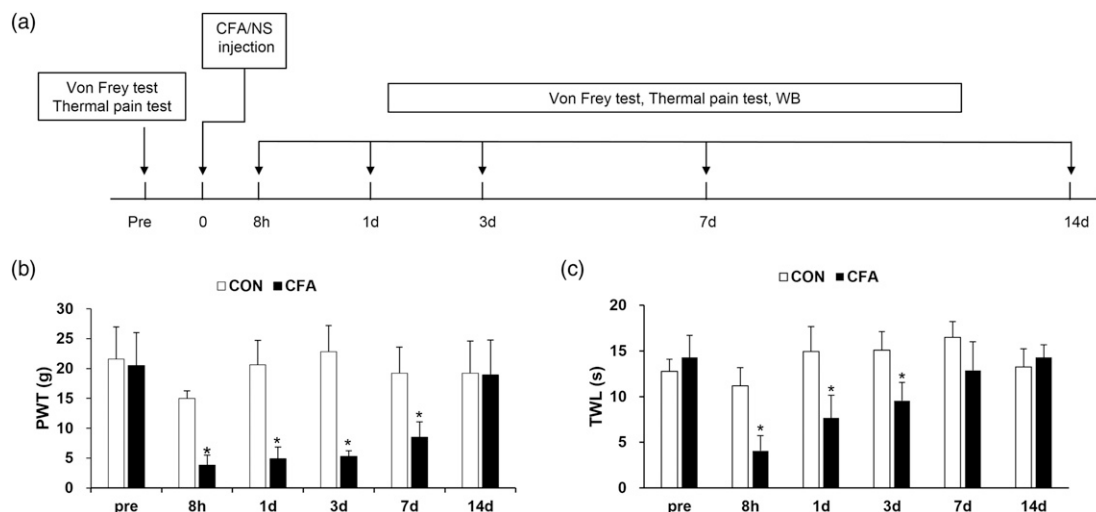 (a)
CFA/NS
injection
Von Frey test
Thermal pain test
Von Frey test, Thermal pain test, WB
Pre 0 8h 1d 3d 7d 14d
(b)
CON CFA
PWT (g)
30
25
20
15
10
5
0
* * * *
pre 8h 1d 3d 7d 14d
(c)
CON CFA
TWL (s)
20
15
10
5
0
* * *
pre 8h 1d 3d 7d 14d